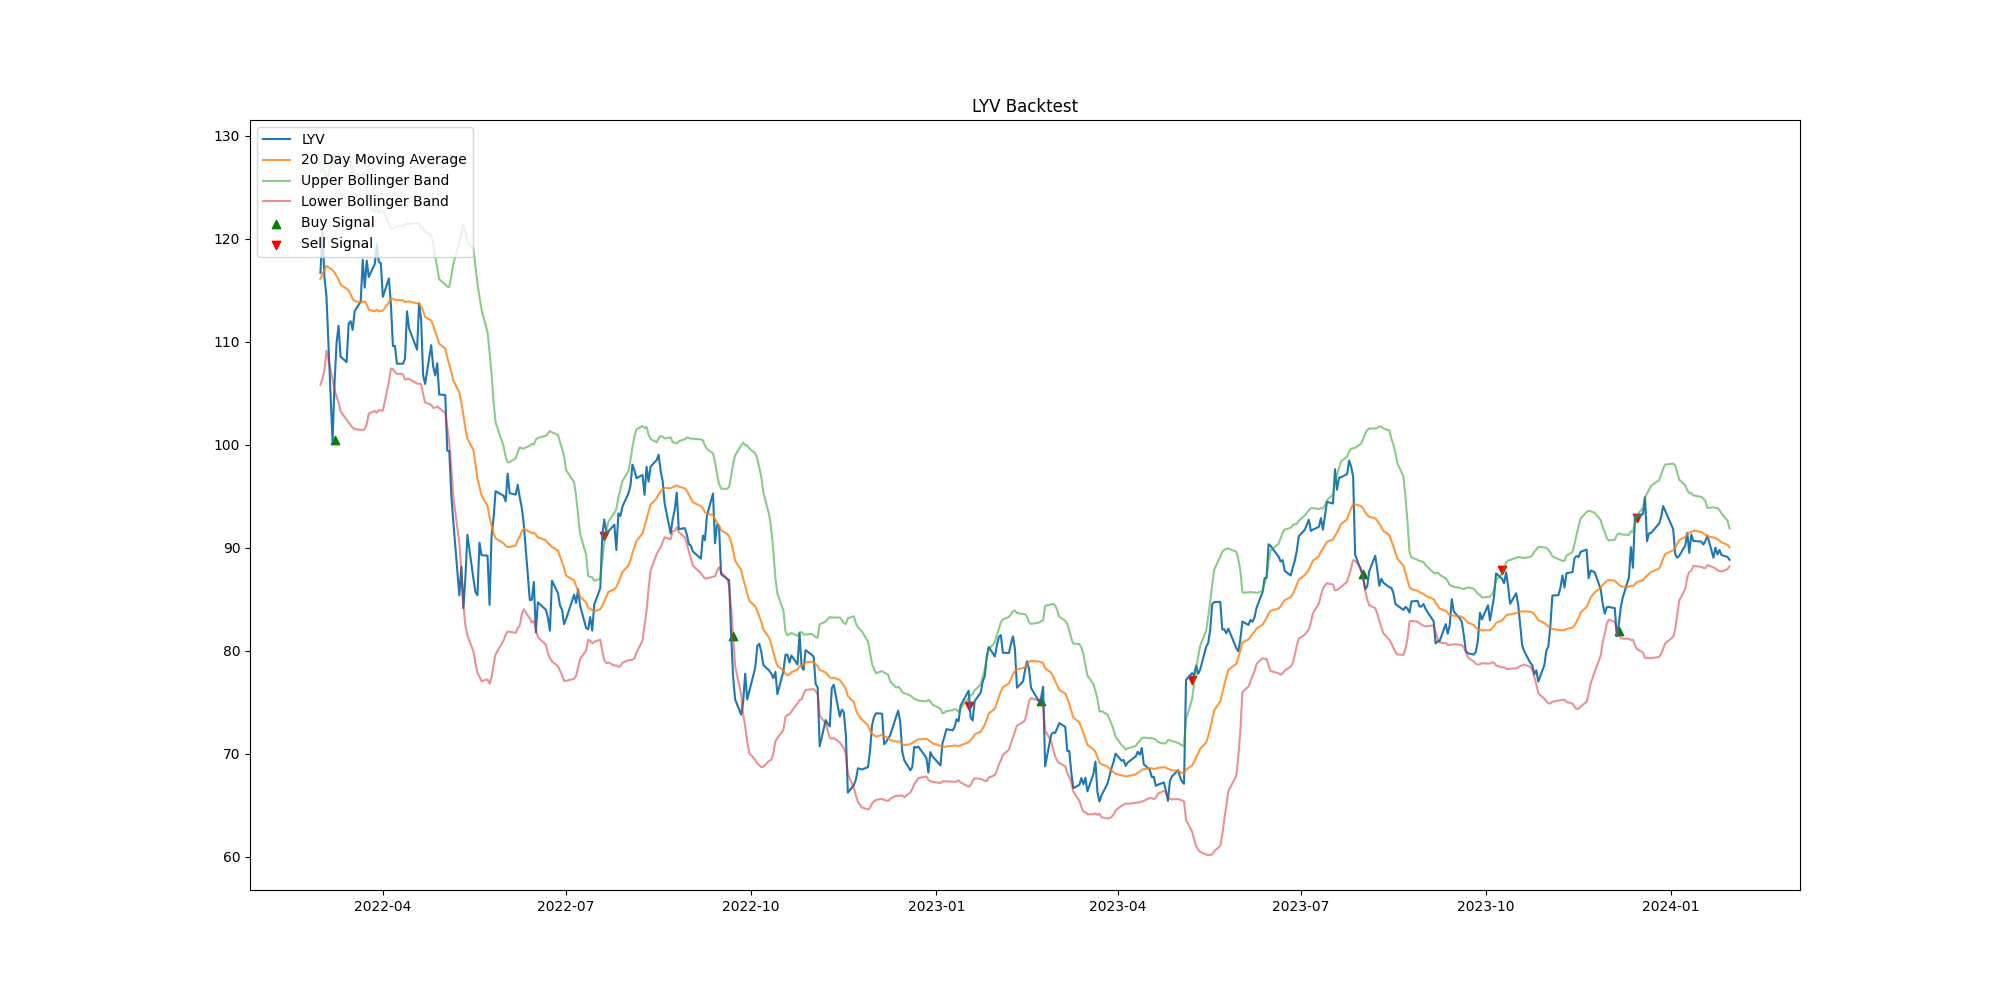 LYV Backtest
130
120
110
100
90
80
70
60
LYV
20 Day Moving Average
Upper Bollinger Band
Lower Bollinger Band
Buy Signal
Sell Signal
2022-04 2022-07 2022-10 2023-01 2023-04 2023-07 2023-10 2024-01